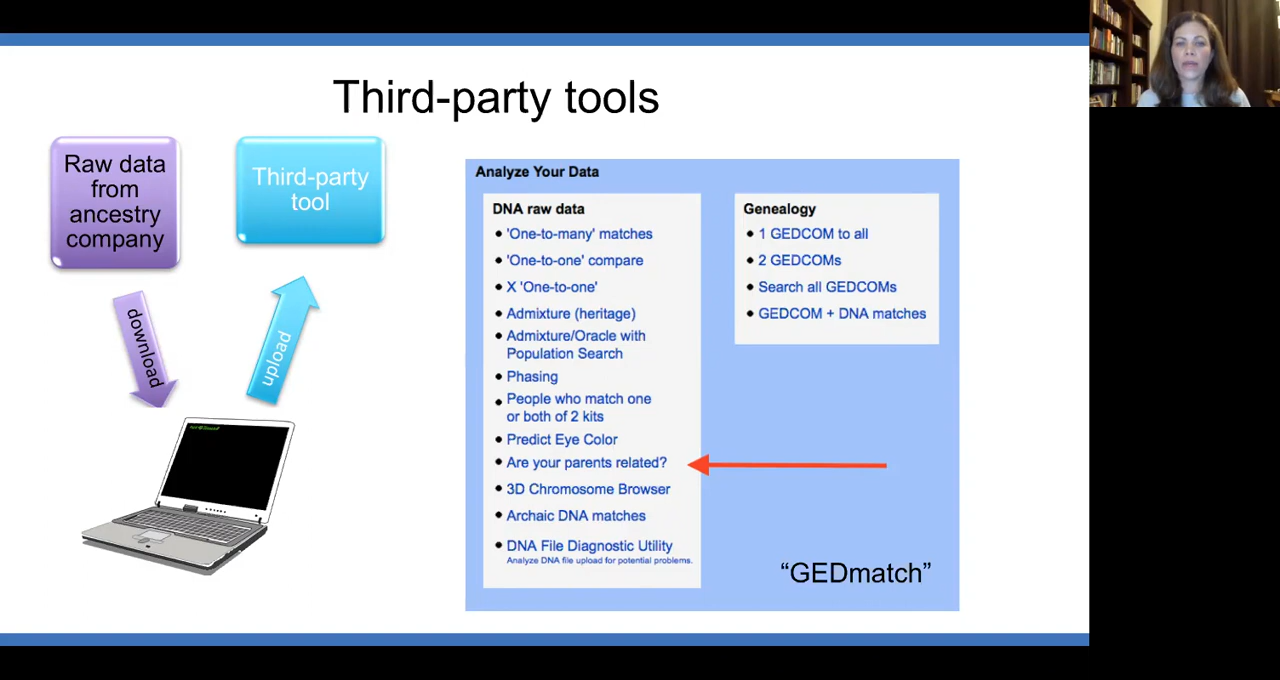 Third-party tools
Raw data
from
ancestry
company
Third-party
tool
download
upload
Analyze Your Data
DNA raw data
'One-to-many' matches
'One-to-one' compare
X 'One-to-one'
Admixture (heritage)
Admixture/Oracle with
Population Search
Phasing
People who match one
or both of 2 kits
Predict Eye Color
Are your parents related?
3D Chromosome Browser
Archaic DNA matches
DNA File Diagnostic Utility
Analyze DNA file upload for potential problems.
Genealogy
1 GEDCOM to all
2 GEDCOMs
Search all GEDCOMs
GEDCOM + DNA matches
“GEDmatch”